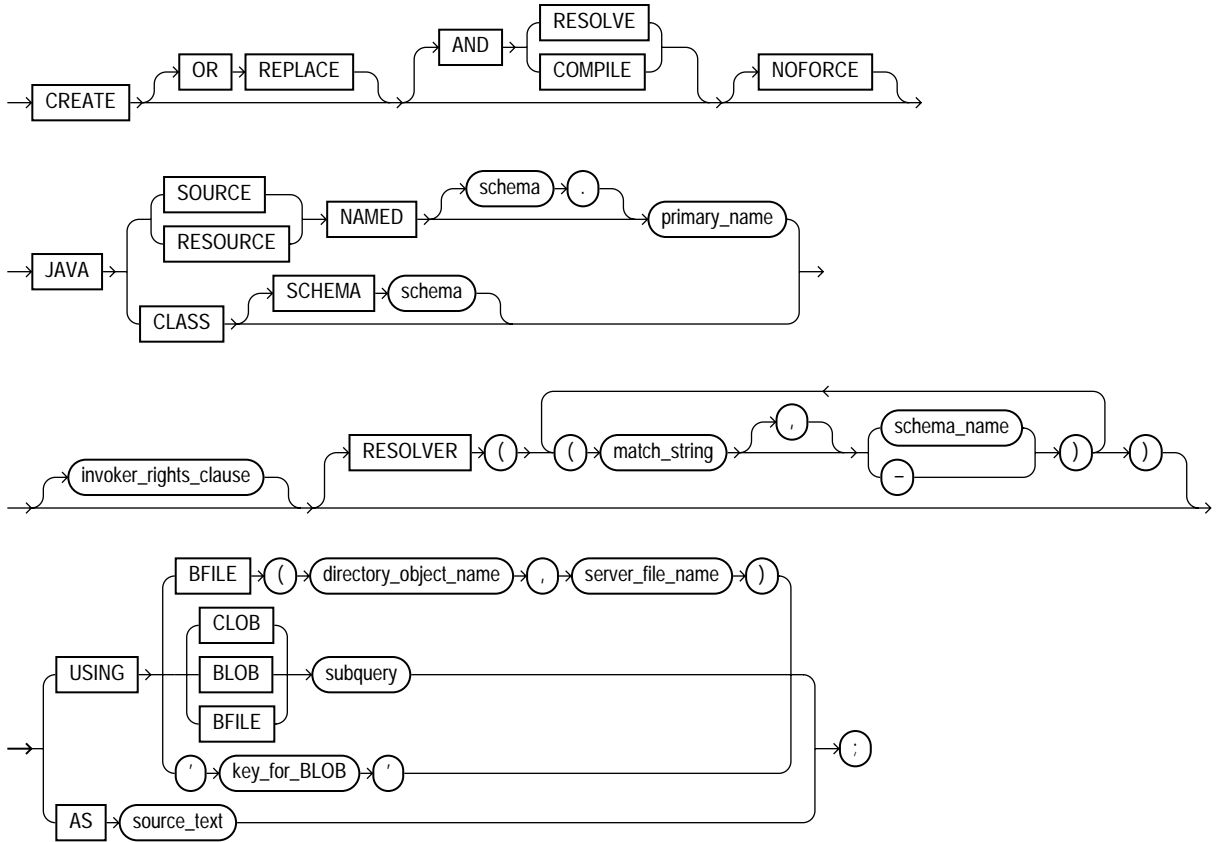 RESOLVE
OR REPLACE AND COMPILE NOFORCE
CREATE
SOURCE schema .
RESOURCE NAMED primary_name
JAVA
SCHEMA schema
CLASS
RESOLVER ( ( match_string , schema_name
invoker_rights_clause – ) )
BFILE ( directory_object_name , server_file_name )
CLOB
USING BLOB subquery
BFILE
' key_for_BLOB ' ;
AS source_text